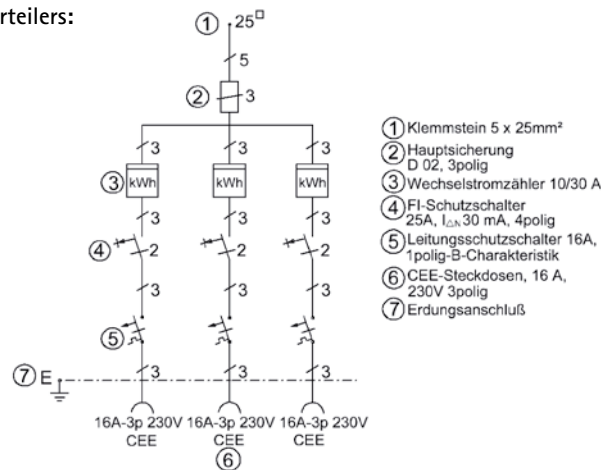 rteilers:
① 25□
5
② 3
3 3 3
③ kWh kWh kWh
3 3 3
④ 2 2 2
3 3 3
⑤
3 3 3
⑦ E
16A-3p 230V 16A-3p 230V 16A-3p 230V
CEE CEE CEE
⑥
① Klemmstein 5 x 25mm²
② Hauptsicherung
D 02, 3polig
③ Wechselstromzähler 10/30 A
④ FI-Schutzschalter
25A, I△N 30 mA, 4polig
⑤ Leitungsschutzschalter 16A,
1polig-B-Charakteristik
⑥ CEE-Steckdosen, 16 A,
230V 3polig
⑦ Erdungsanschluß